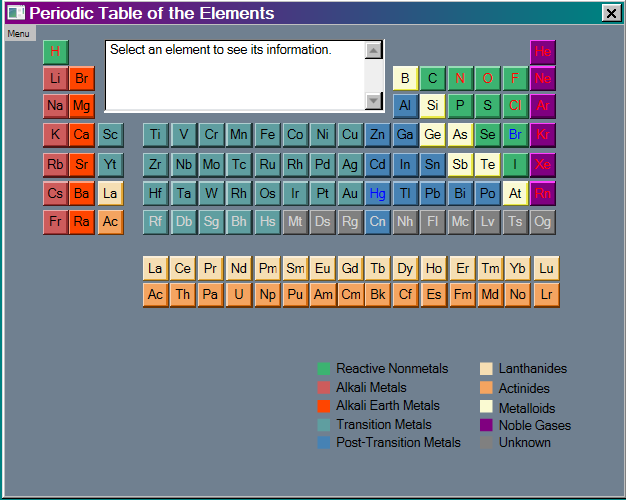 Periodic Table of the Elements
Menu
H He
Select an element to see its information.
Li Br B C N O F Ne
Na Mg Al Si P S Cl Ar
K Ca Sc Ti V Cr Mn Fe Co Ni Cu Zn Ga Ge As Se Br Kr
Rb Sr Yt Zr Nb Mo Tc Ru Rh Pd Ag Cd In Sn Sb Te I Xe
Cs Ba La Hf Ta W Rh Os Ir Pt Au Hg Tl Pb Bi Po At Rn
Fr Ra Ac Rf Db Sg Bh Hs Mt Ds Rg Cn Nh Fl Mc Lv Ts Og
La Ce Pr Nd Pm Sm Eu Gd Tb Dy Ho Er Tm Yb Lu
Ac Th Pa U Np Pu Am Cm Bk Cf Es Fm Md No Lr
Reactive Nonmetals Lanthanides
Alkali Metals Actinides
Alkali Earth Metals Metalloids
Transition Metals Noble Gases
Post-Transition Metals Unknown